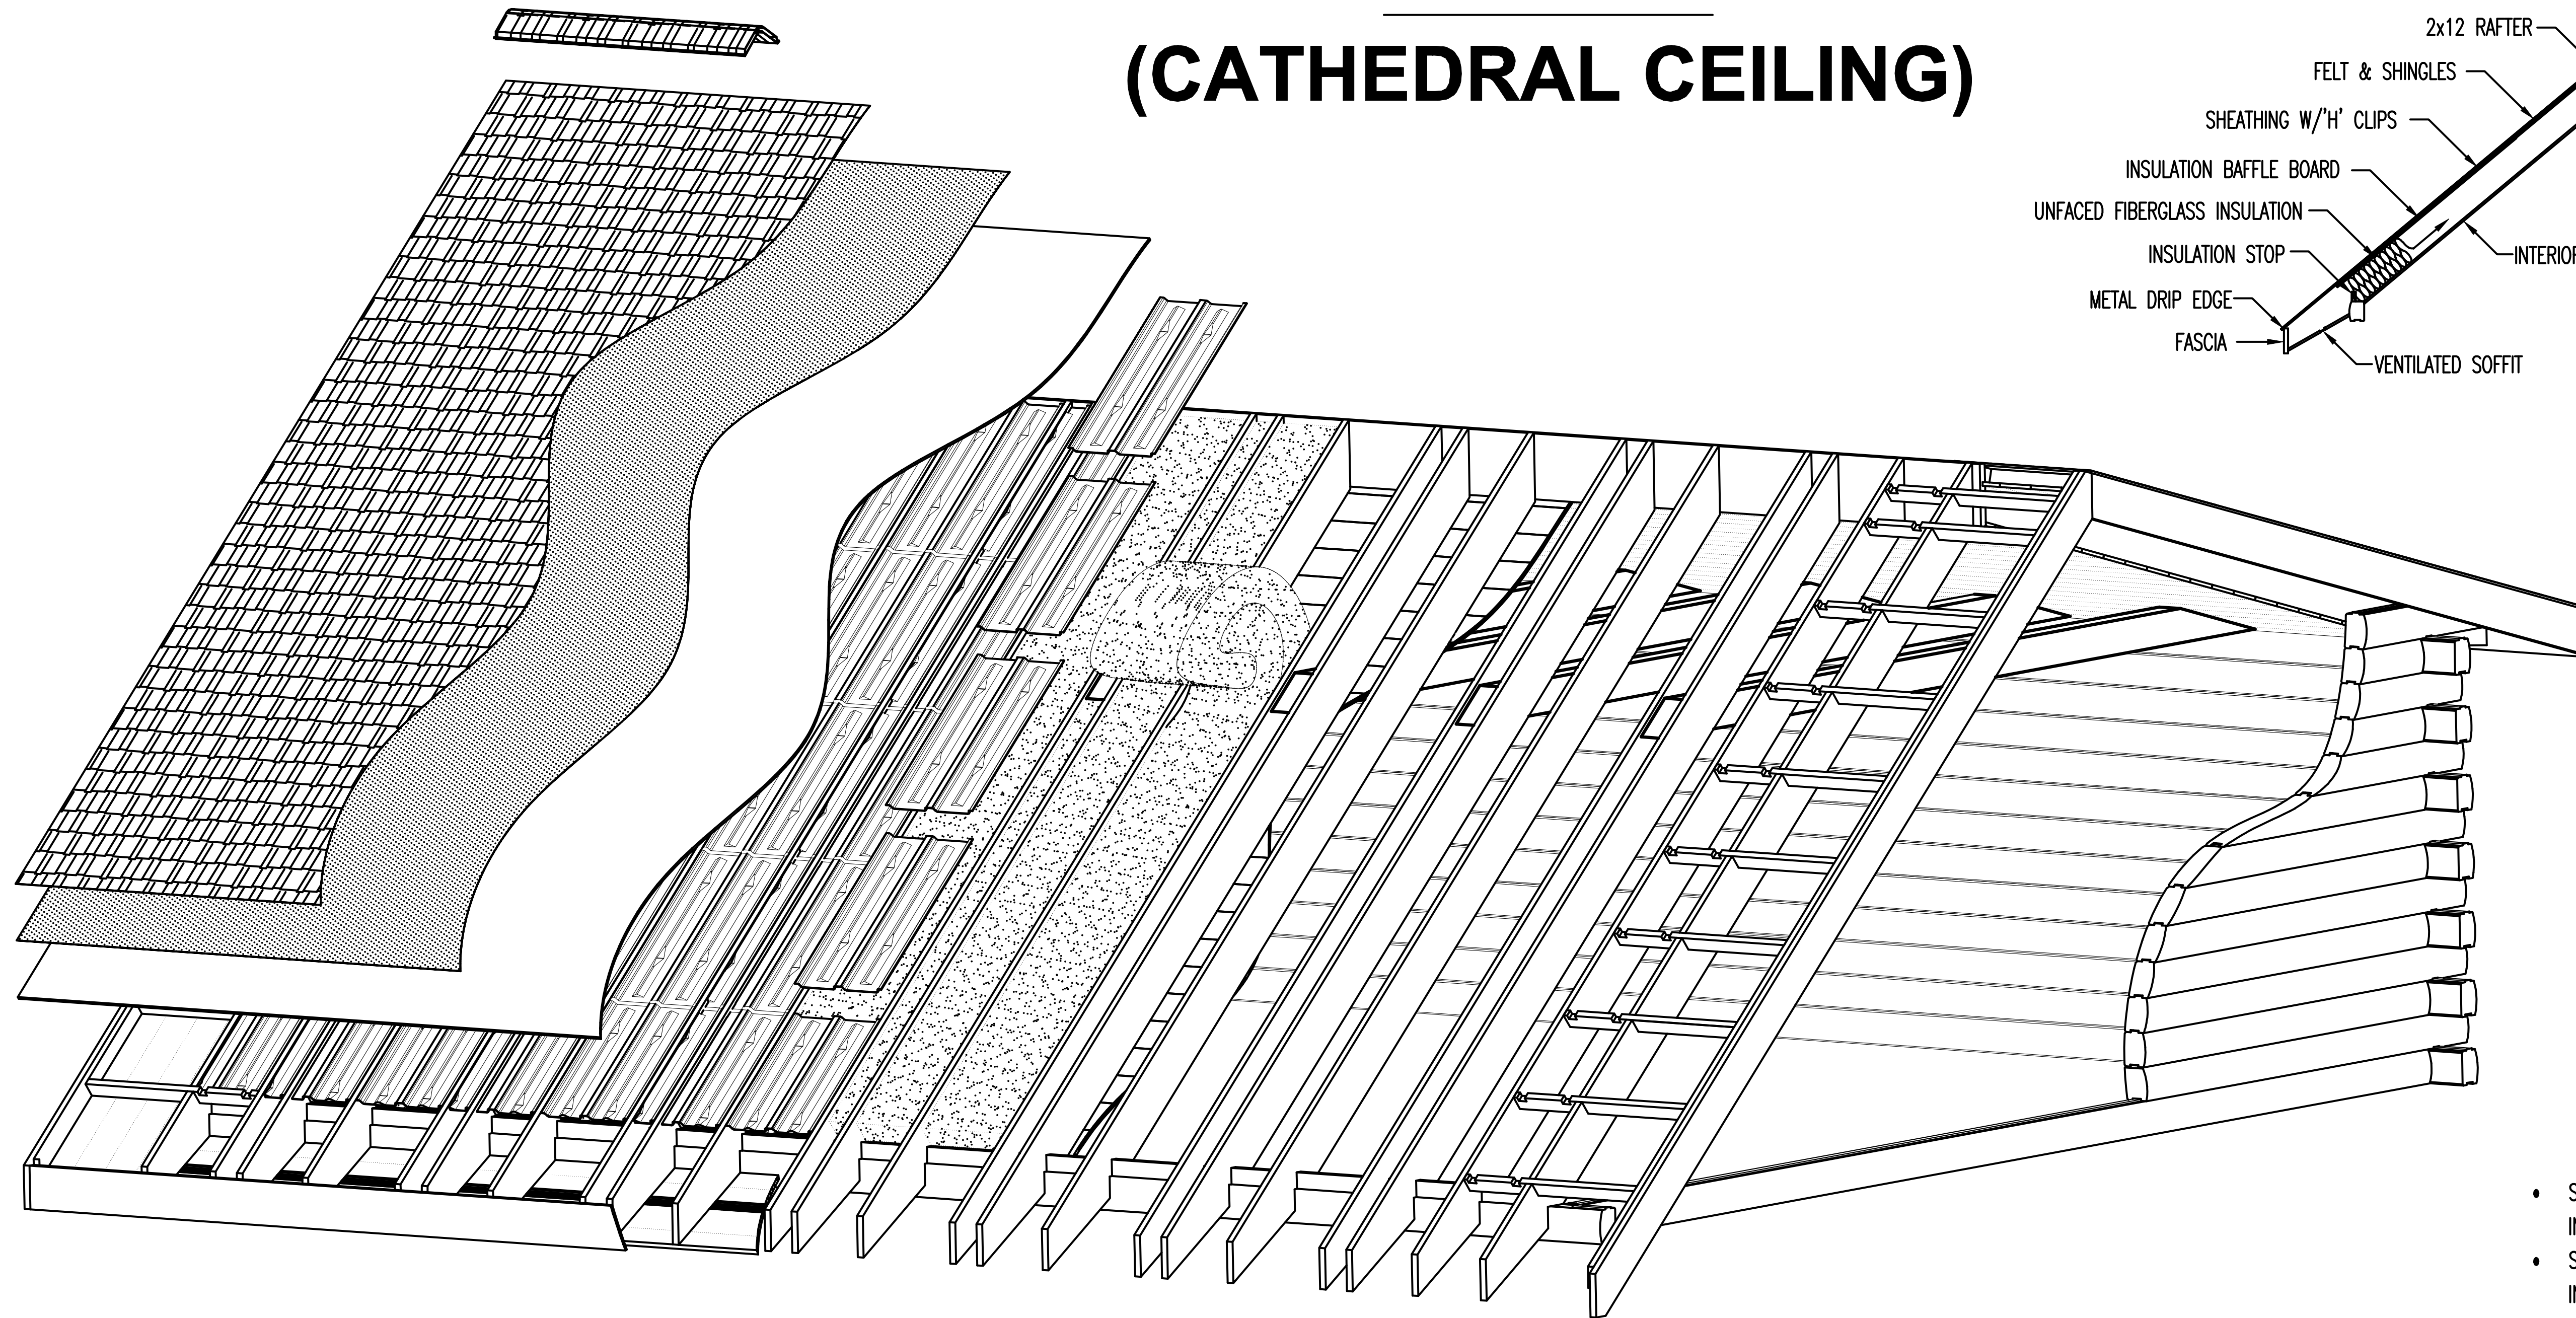 (CATHEDRAL CEILING)
2x12 RAFTER
FELT & SHINGLES
SHEATHING W/'H' CLIPS
INSULATION BAFFLE BOARD
UNFACED FIBERGLASS INSULATION
INSULATION STOP
INTERIOR
METAL DRIP EDGE
FASCIA
VENTILATED SOFFIT